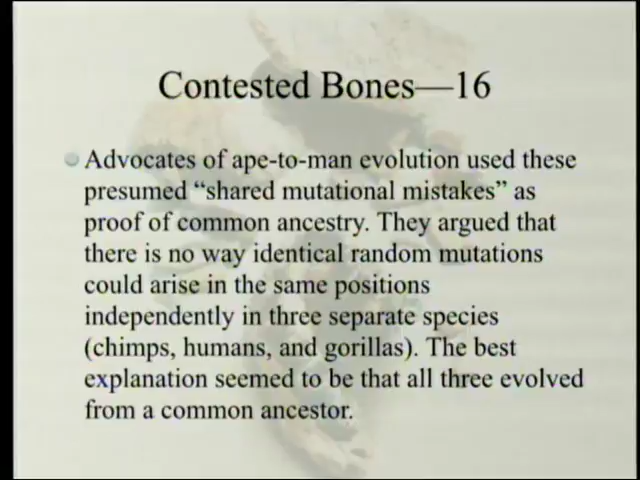 Contested Bones—16
Advocates of ape-to-man evolution used these
presumed “shared mutational mistakes” as
proof of common ancestry. They argued that
there is no way identical random mutations
could arise in the same positions
independently in three separate species
(chimps, humans, and gorillas). The best
explanation seemed to be that all three evolved
from a common ancestor.